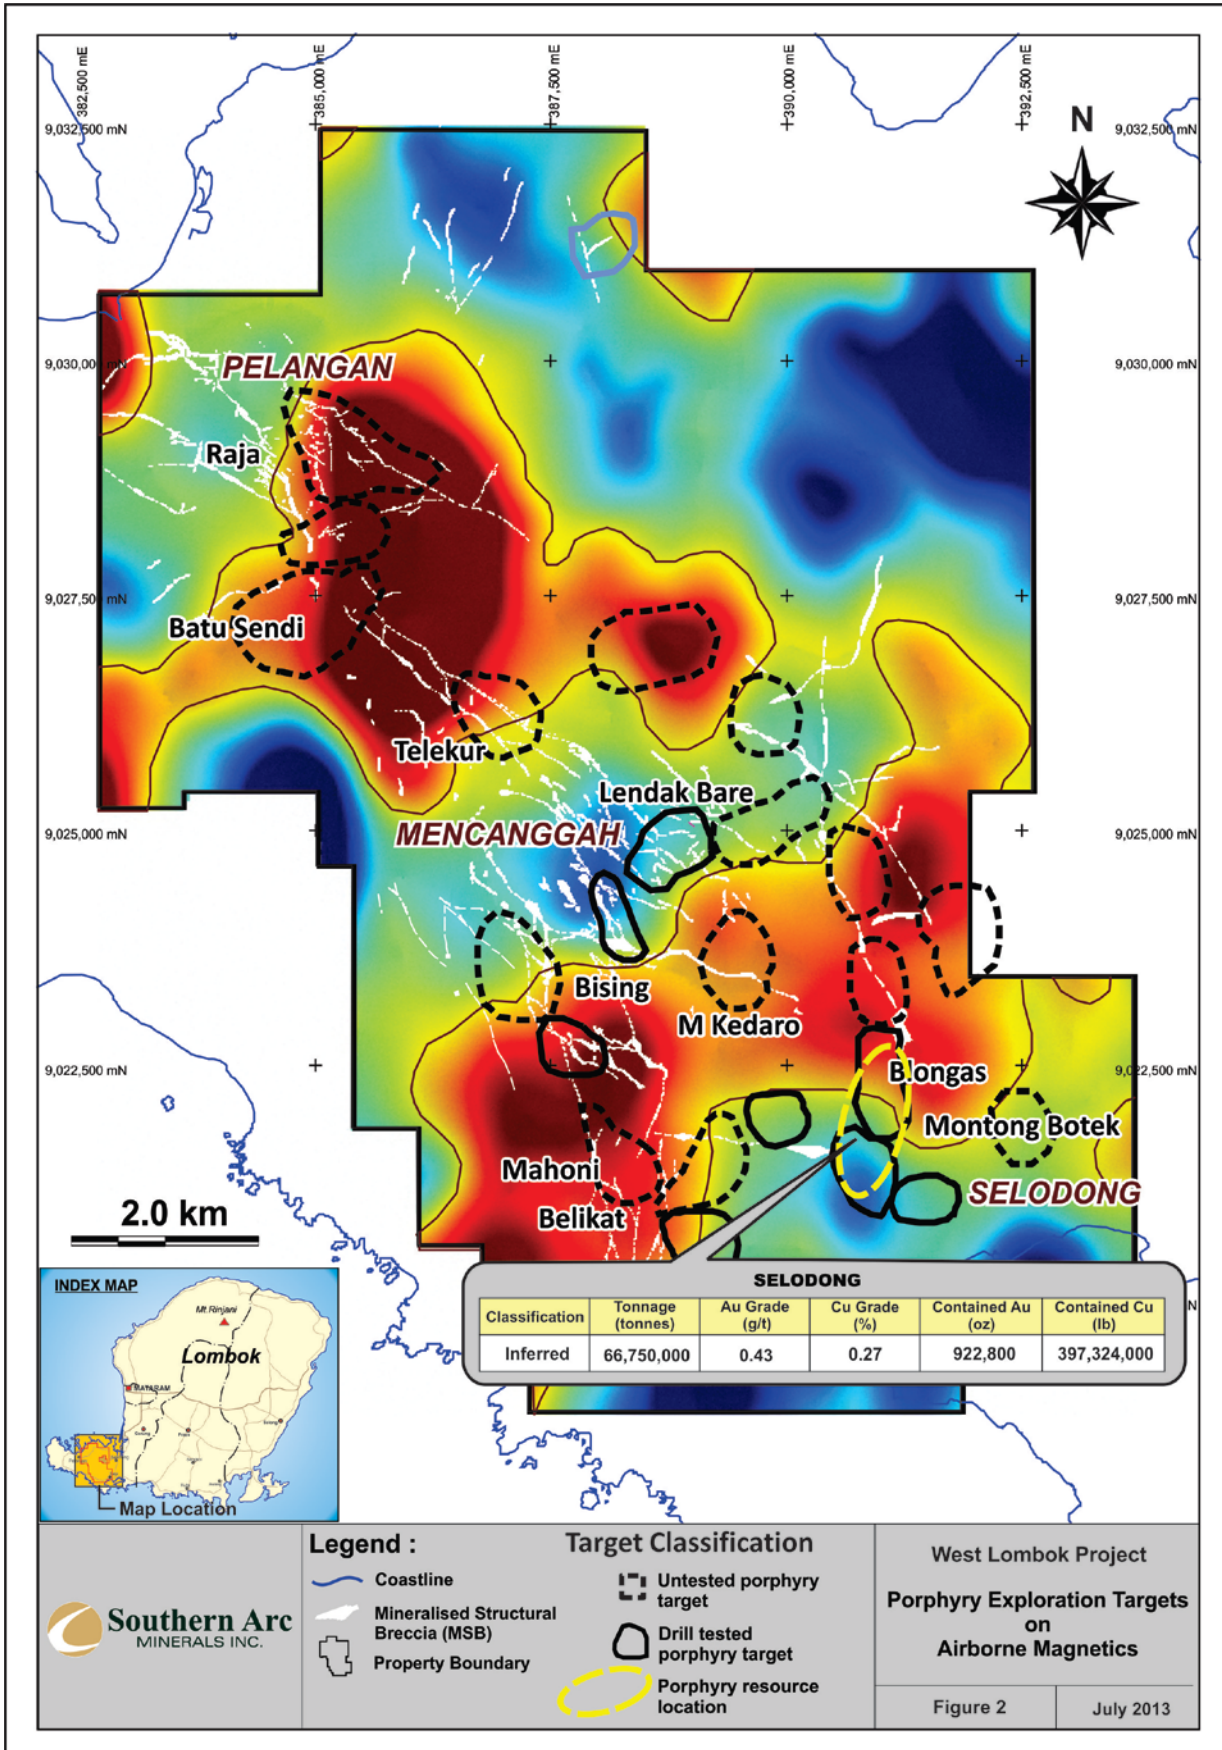 382,500 mE
385,000 mE
387,500 mE
390,000 mE
392,500 mE
9,032,500 mN
9,032,500 mN
N
9,030,000 mN
9,030,000 mN
PELANGAN
Raja
9,027,500 mN
9,027,500 mN
Batu Sendi
Telekur
Lendak Bare
9,025,000 mN
MENCANGGAH
9,025,000 mN
Bising
M Kedaro
9,022,500 mN
Blongas
9,022,500 mN
Montong Botek
Mahoni
SELODONG
Belikat
2.0 km
SELODONG
Classification
Tonnage (tonnes)
Au Grade (g/t)
Cu Grade (%)
Contained Au (oz)
Contained Cu (lb)
Inferred 66,750,000 0.43 0.27 922,800 397,324,000
INDEX MAP
Mt.Rinjani
Lombok
MATARAM
Map Location
Southern Arc
MINERALS INC.
Legend :
Coastline
Mineralised Structural
Breccia (MSB)
Property Boundary
Target Classification
Untested porphyry
target
Drill tested
porphyry target
Porphyry resource
location
West Lombok Project
Porphyry Exploration Targets
on
Airborne Magnetics
Figure 2
July 2013